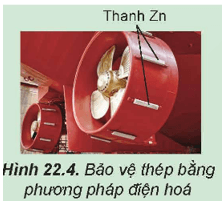 Thanh Zn
Hình 22.4. Bảo vệ thép bằng
phương pháp điện hoá